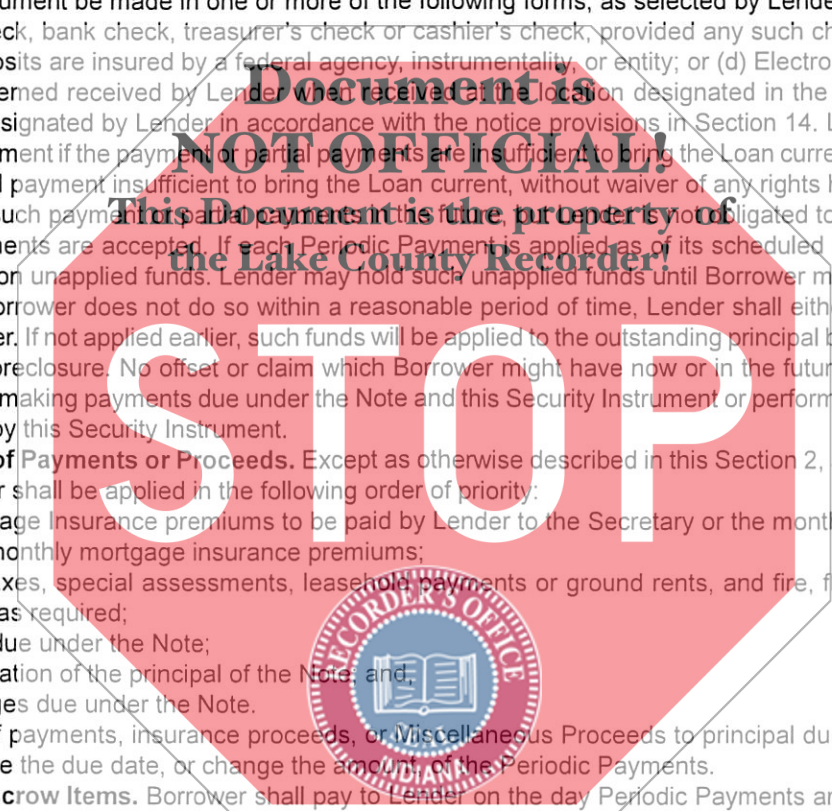 ument be made in one or more of the following forms, as selected by Lende
ck, bank check, treasurer's check or cashier's check, provided any such ch
osits are insured by a federal agency, instrumentality, or entity; or (d) Electro
Document is
emed received by Lender when received at the location designated in the
signated by Lender in accordance with the notice provisions in Section 14. L
NOT OFFICIAL!
ment if the payment or partial payments are insufficient to bring the Loan curre
l payment insufficient to bring the Loan current, without waiver of any rights h
This Document is the property of
uch payment or partial payments in the future, but Lender is not obligated to
ents are accepted. If each Periodic Payment is applied as of its scheduled
the Lake County Recorder!
on unapplied funds. Lender may hold such unapplied funds until Borrower m
orrower does not do so within a reasonable period of time, Lender shall eith
er. If not applied earlier, such funds will be applied to the outstanding principal b
oreclosure. No offset or claim which Borrower might have now or in the futur
making payments due under the Note and this Security Instrument or perform
by this Security Instrument.
STOP
of Payments or Proceeds. Except as otherwise described in this Section 2,
r shall be applied in the following order of priority:
age Insurance premiums to be paid by Lender to the Secretary or the mont
monthly mortgage insurance premiums;
xes, special assessments, leasehold payments or ground rents, and fire, f
as required;
due under the Note;
ation of the principal of the Note; and,
es due under the Note.
RECORDER'S OFFICE
INDIANA
f payments, insurance proceeds, or Miscellaneous Proceeds to principal du
e the due date, or change the amount, of the Periodic Payments.
crow Items. Borrower shall pay to Lender on the day Periodic Payments ar